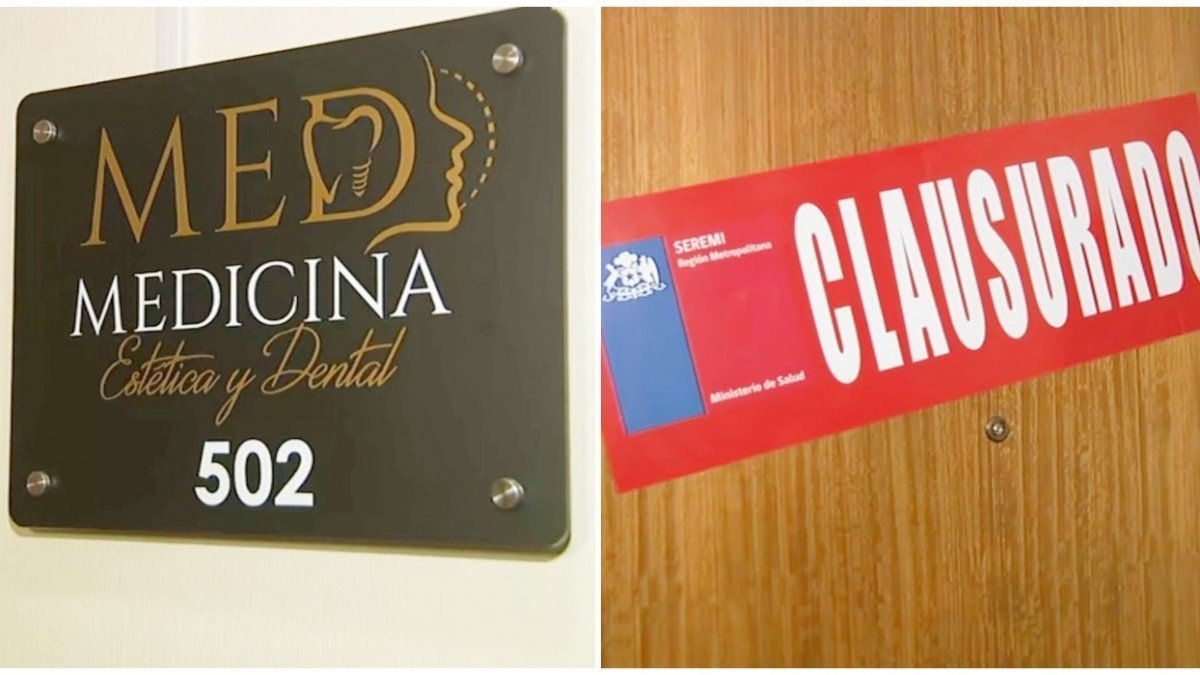 MED
MEDICINA
Estética y Dental
502
SEREMI
Región Metropolitana
Ministerio de Salud
CLAUSURADO